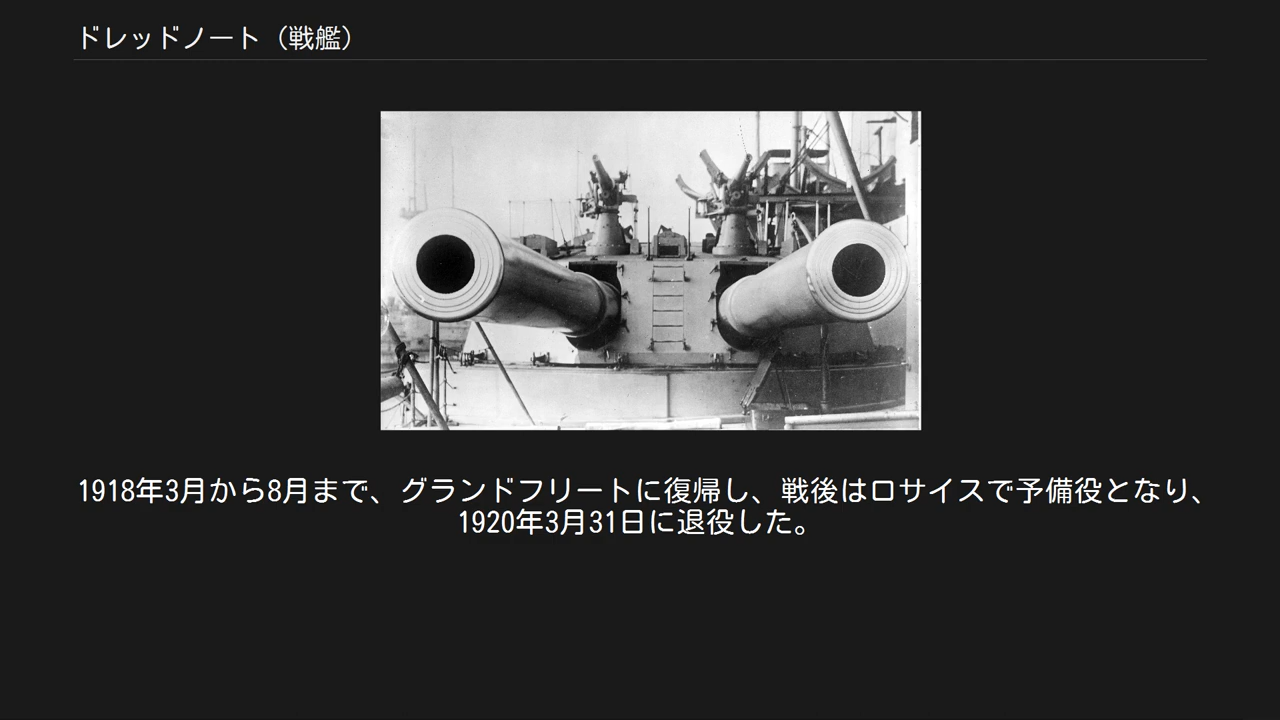 ドレッドノート（戦艦）
1918年3月から8月まで、グランドフリートに復帰し、戦後はロサイスで予備役となり、
1920年3月31日に退役した。